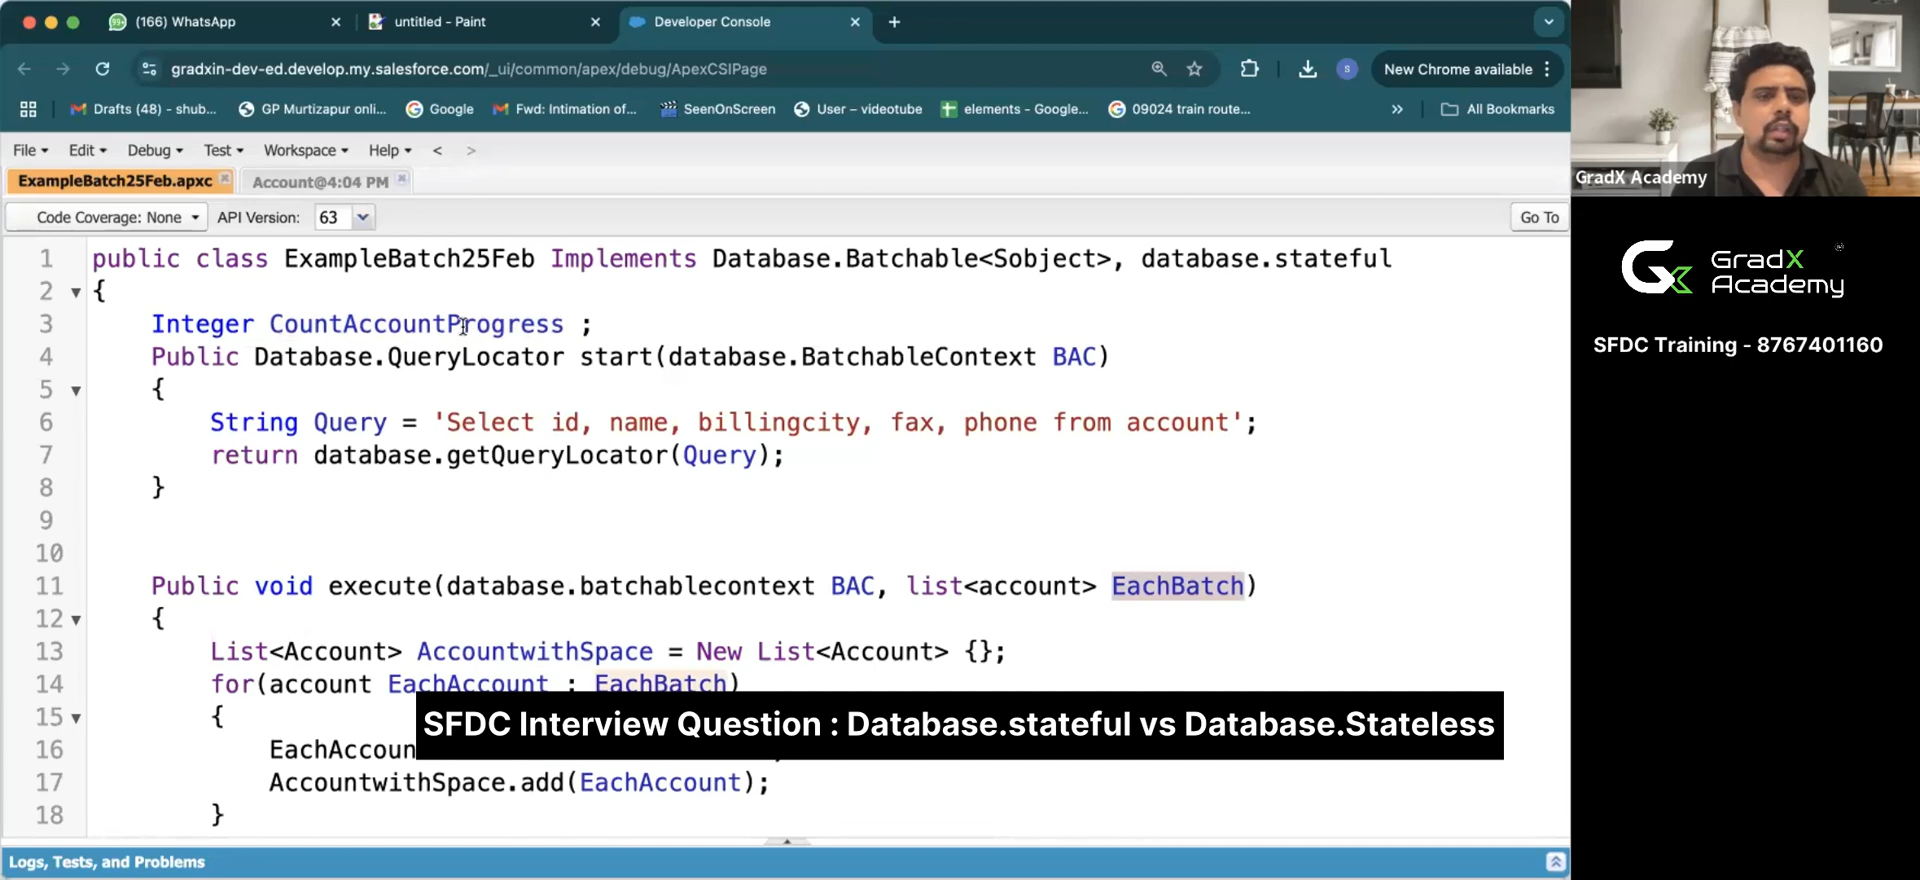 (166) WhatsApp
untitled - Paint
Developer Console
gradxin-dev-ed.develop.my.salesforce.com/_ui/common/apex/debug/ApexCSIPage
S
New Chrome available
Drafts (48) - shub...
GP Murtizapur onli...
Google
Fwd: Intimation of...
SeenOnScreen
User – videotube
elements - Google...
09024 train route...
»
All Bookmarks
File
Edit
Debug
Test
Workspace
Help
<
>
ExampleBatch25Feb.apxc
Account@4:04 PM
Code Coverage: None
API Version:
63
Go To
1 public class ExampleBatch25Feb Implements Database.Batchable<Sobject>, database.stateful
2 {
3 Integer CountAccountProgress ;
4 Public Database.QueryLocator start(database.BatchableContext BAC)
5 {
6 String Query = 'Select id, name, billingcity, fax, phone from account';
7 return database.getQueryLocator(Query);
8 }
9
10
11 Public void execute(database.batchablecontext BAC, list<account> EachBatch)
12 {
13 List<Account> AccountwithSpace = New List<Account> {};
14 for(account EachAccount : EachBatch)
15 {
16 EachAccoun
17 AccountwithSpace.add(EachAccount);
18 }
SFDC Interview Question : Database.stateful vs Database.Stateless
Logs, Tests, and Problems
GradX Academy
GradX
Academy
SFDC Training - 8767401160